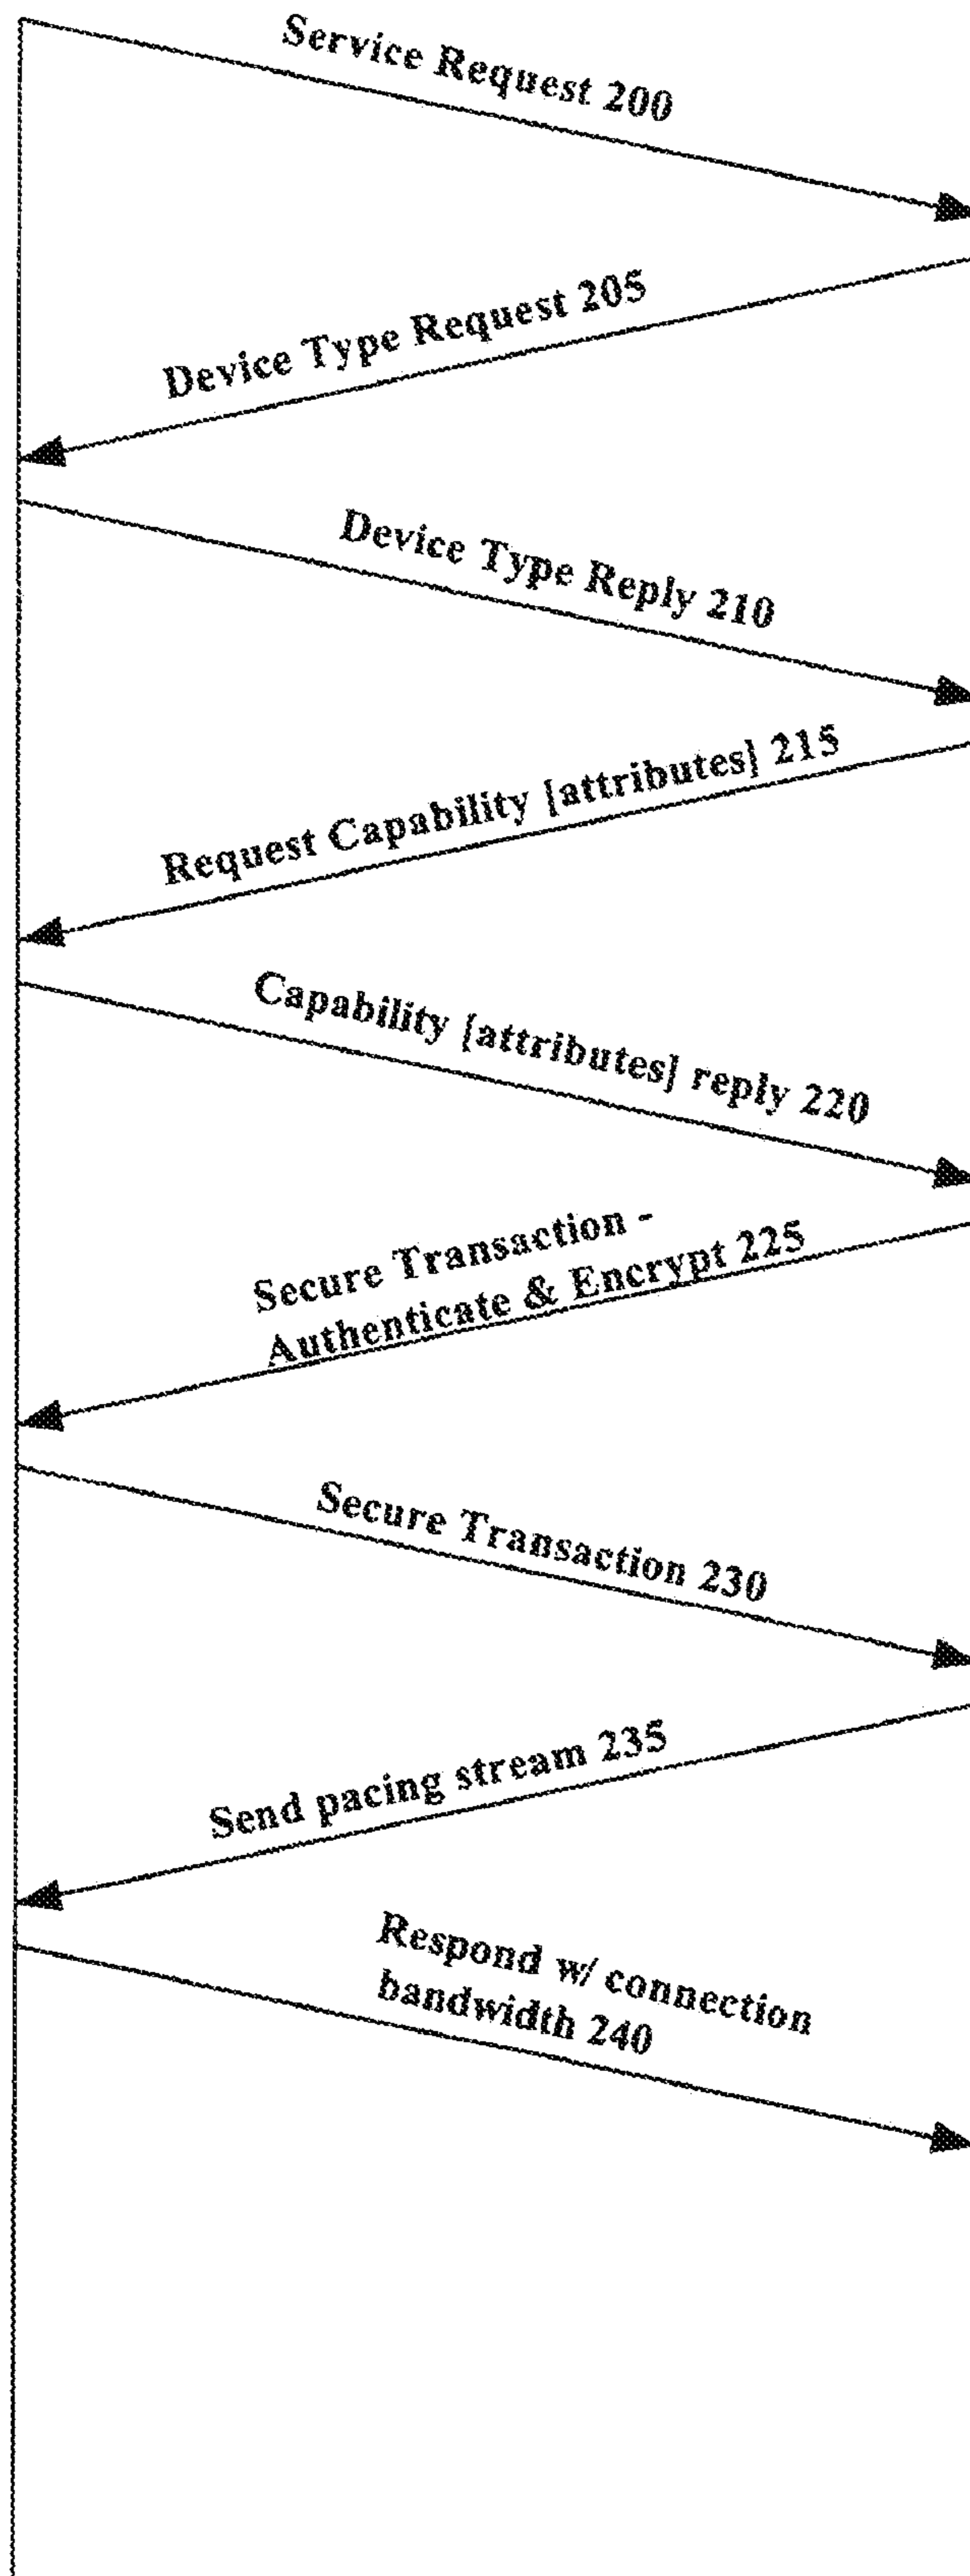 Service Request 200
Device Type Request 205
Device Type Reply 210
Request Capability [attributes] 215
Capability [attributes] reply 220
Secure Transaction -
Authenticate & Encrypt 225
Secure Transaction 230
Send pacing stream 235
Respond w/ connection
bandwidth 240